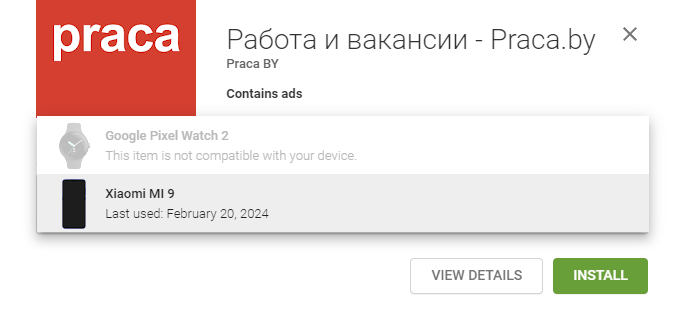 praca
Работа и вакансии - Praca.by
Praca BY
Contains ads
Google Pixel Watch 2
This item is not compatible with your device.
Xiaomi MI 9
Last used: February 20, 2024
VIEW DETAILS
INSTALL